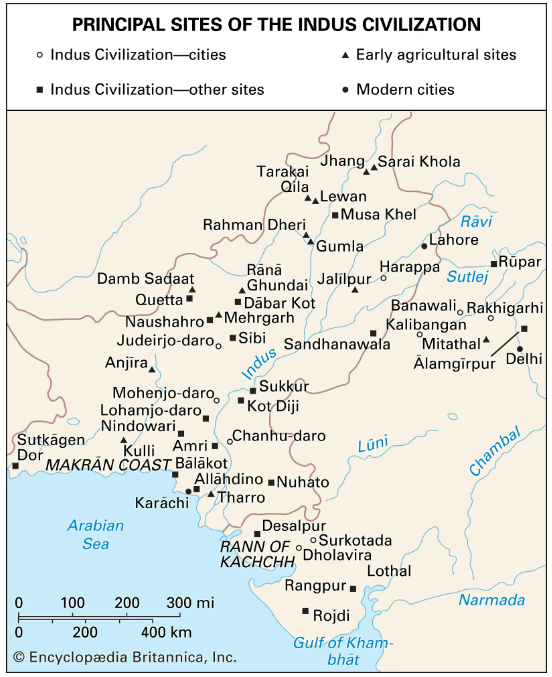 PRINCIPAL SITES OF THE INDUS CIVILIZATION
Indus Civilization—cities
Early agricultural sites
Indus Civilization—other sites
Modern cities
Jhang
Sarai Khola
Tarakai
Qila
Lewan
Musa Khel
Rahman Dheri
Gumla
Rāvi
Lahore
Rānā
Ghundai
Jalīlpur
Harappa
Sutlej
Rūpar
Damb Sadaat
Quetta
Dābar Kot
Banawali
Rakhigarhi
Naushahro
Mehrgarh
Kalibangan
Judeirjo-daro
Sibi
Sandhanawala
Mitathal
Ālamgīrpur
Delhi
Anjīra
Indus
Mohenjo-daro
Sukkur
Lohamjo-daro
Kot Diji
Nindowari
Sutkāgen
Dor
Kulli
Amri
Chanhu-daro
Lūni
Chambal
MAKRĀN COAST
Bālākot
Allāhdino
Nuhato
Karāchi
Tharro
Arabian
Sea
Desalpur
RANN OF
KACHCHH
Surkotada
Dholavira
Lothal
Rangpur
Narmada
Rojdi
0 100 200 300 mi
0 200 400 km
Gulf of Kham-
bhāt
© Encyclopædia Britannica, Inc.